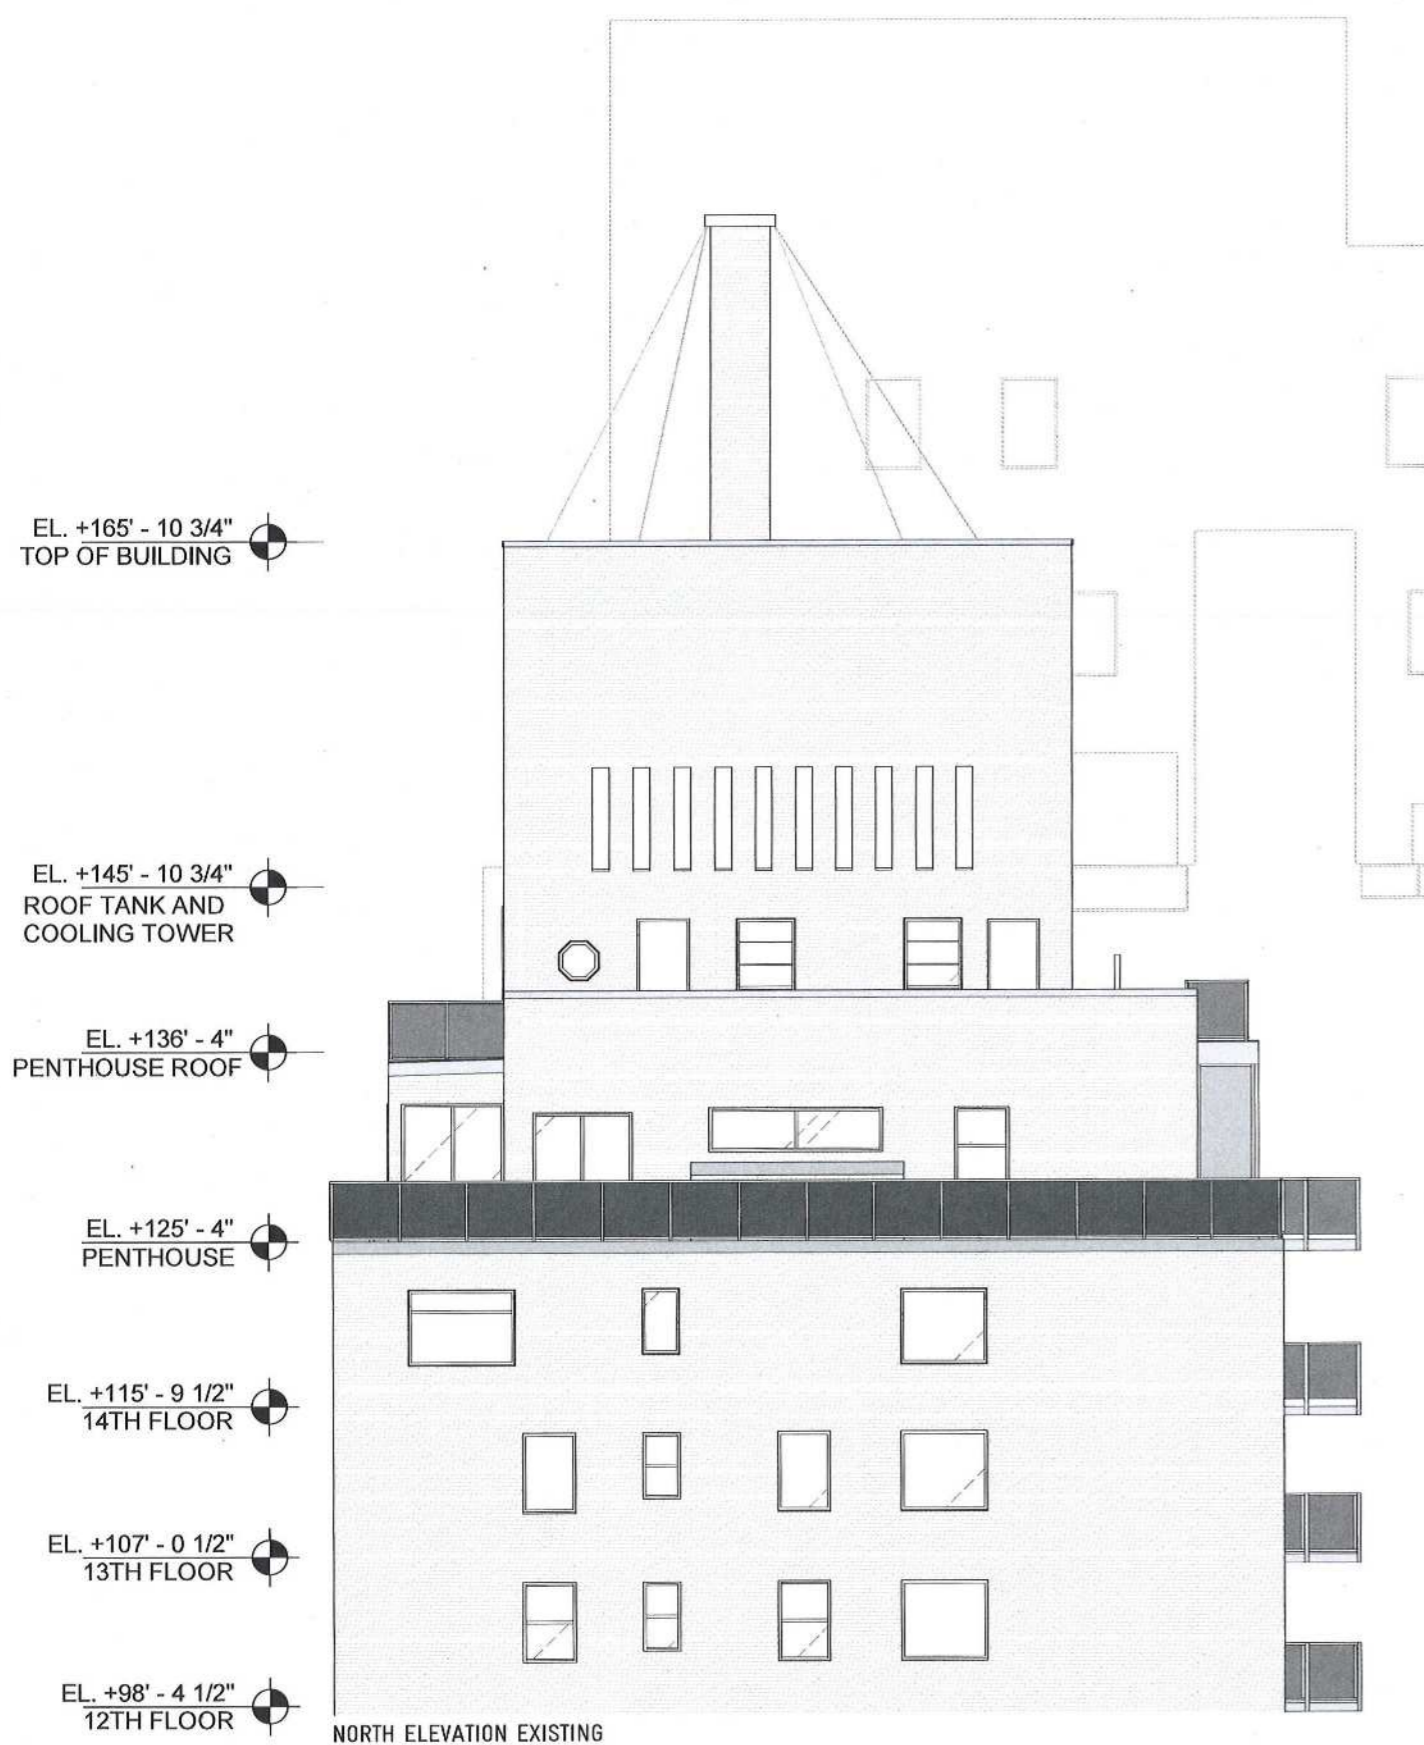 EL. +165' - 10 3/4"
TOP OF BUILDING
EL. +145' - 10 3/4"
ROOF TANK AND
COOLING TOWER
EL. +136' - 4"
PENTHOUSE ROOF
EL. +125' - 4"
PENTHOUSE
EL. +115' - 9 1/2"
14TH FLOOR
EL. +107' - 0 1/2"
13TH FLOOR
EL. +98' - 4 1/2"
12TH FLOOR
NORTH ELEVATION EXISTING